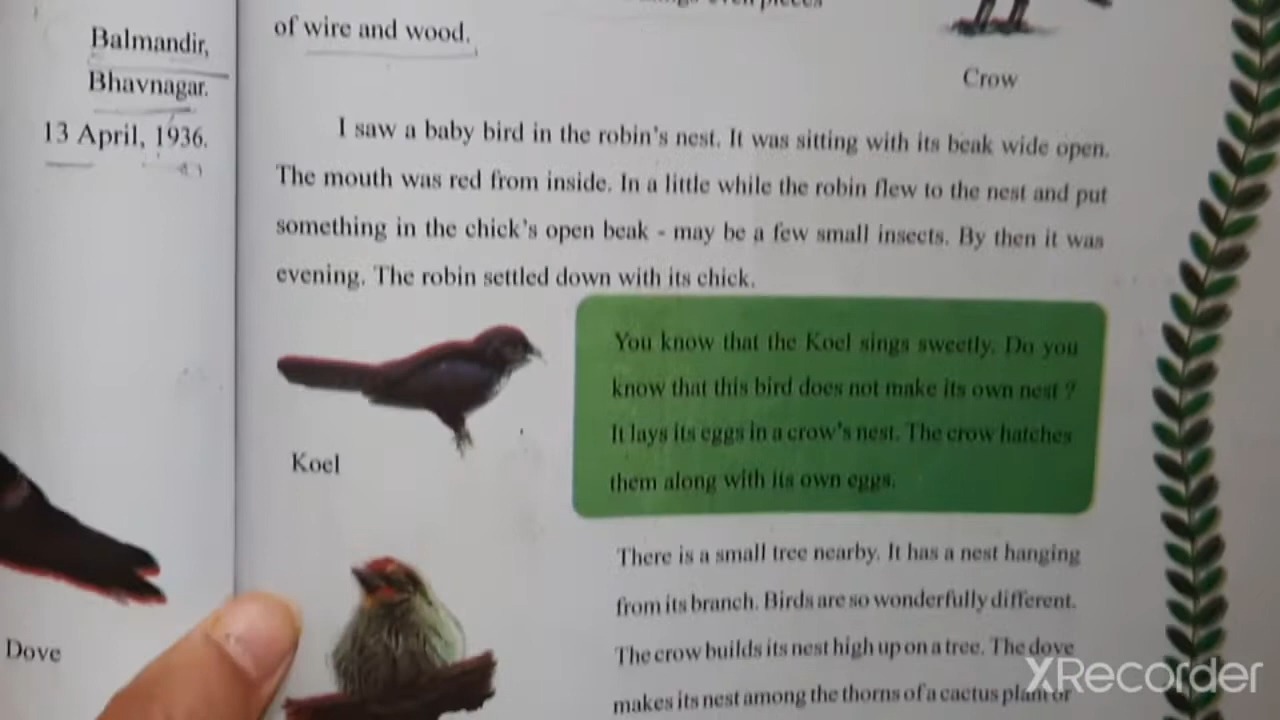 Balmandir,
Bhavnagar.
13 April, 1936.
of wire and wood.
Crow
I saw a baby bird in the robin's nest. It was sitting with its beak wide open.
The mouth was red from inside. In a little while the robin flew to the nest and put
something in the chick's open beak - may be a few small insects. By then it was
evening. The robin settled down with its chick.
You know that the Koel sings sweetly. Do you
know that this bird does not make its own nest ?
It lays its eggs in a crow's nest. The crow hatches
them along with its own eggs.
Koel
There is a small tree nearby. It has a nest hanging
from its branch. Birds are so wonderfully different.
The crow builds its nest high up on a tree. The dove
makes its nest among the thorns of a cactus plant or
Dove
XRecorder